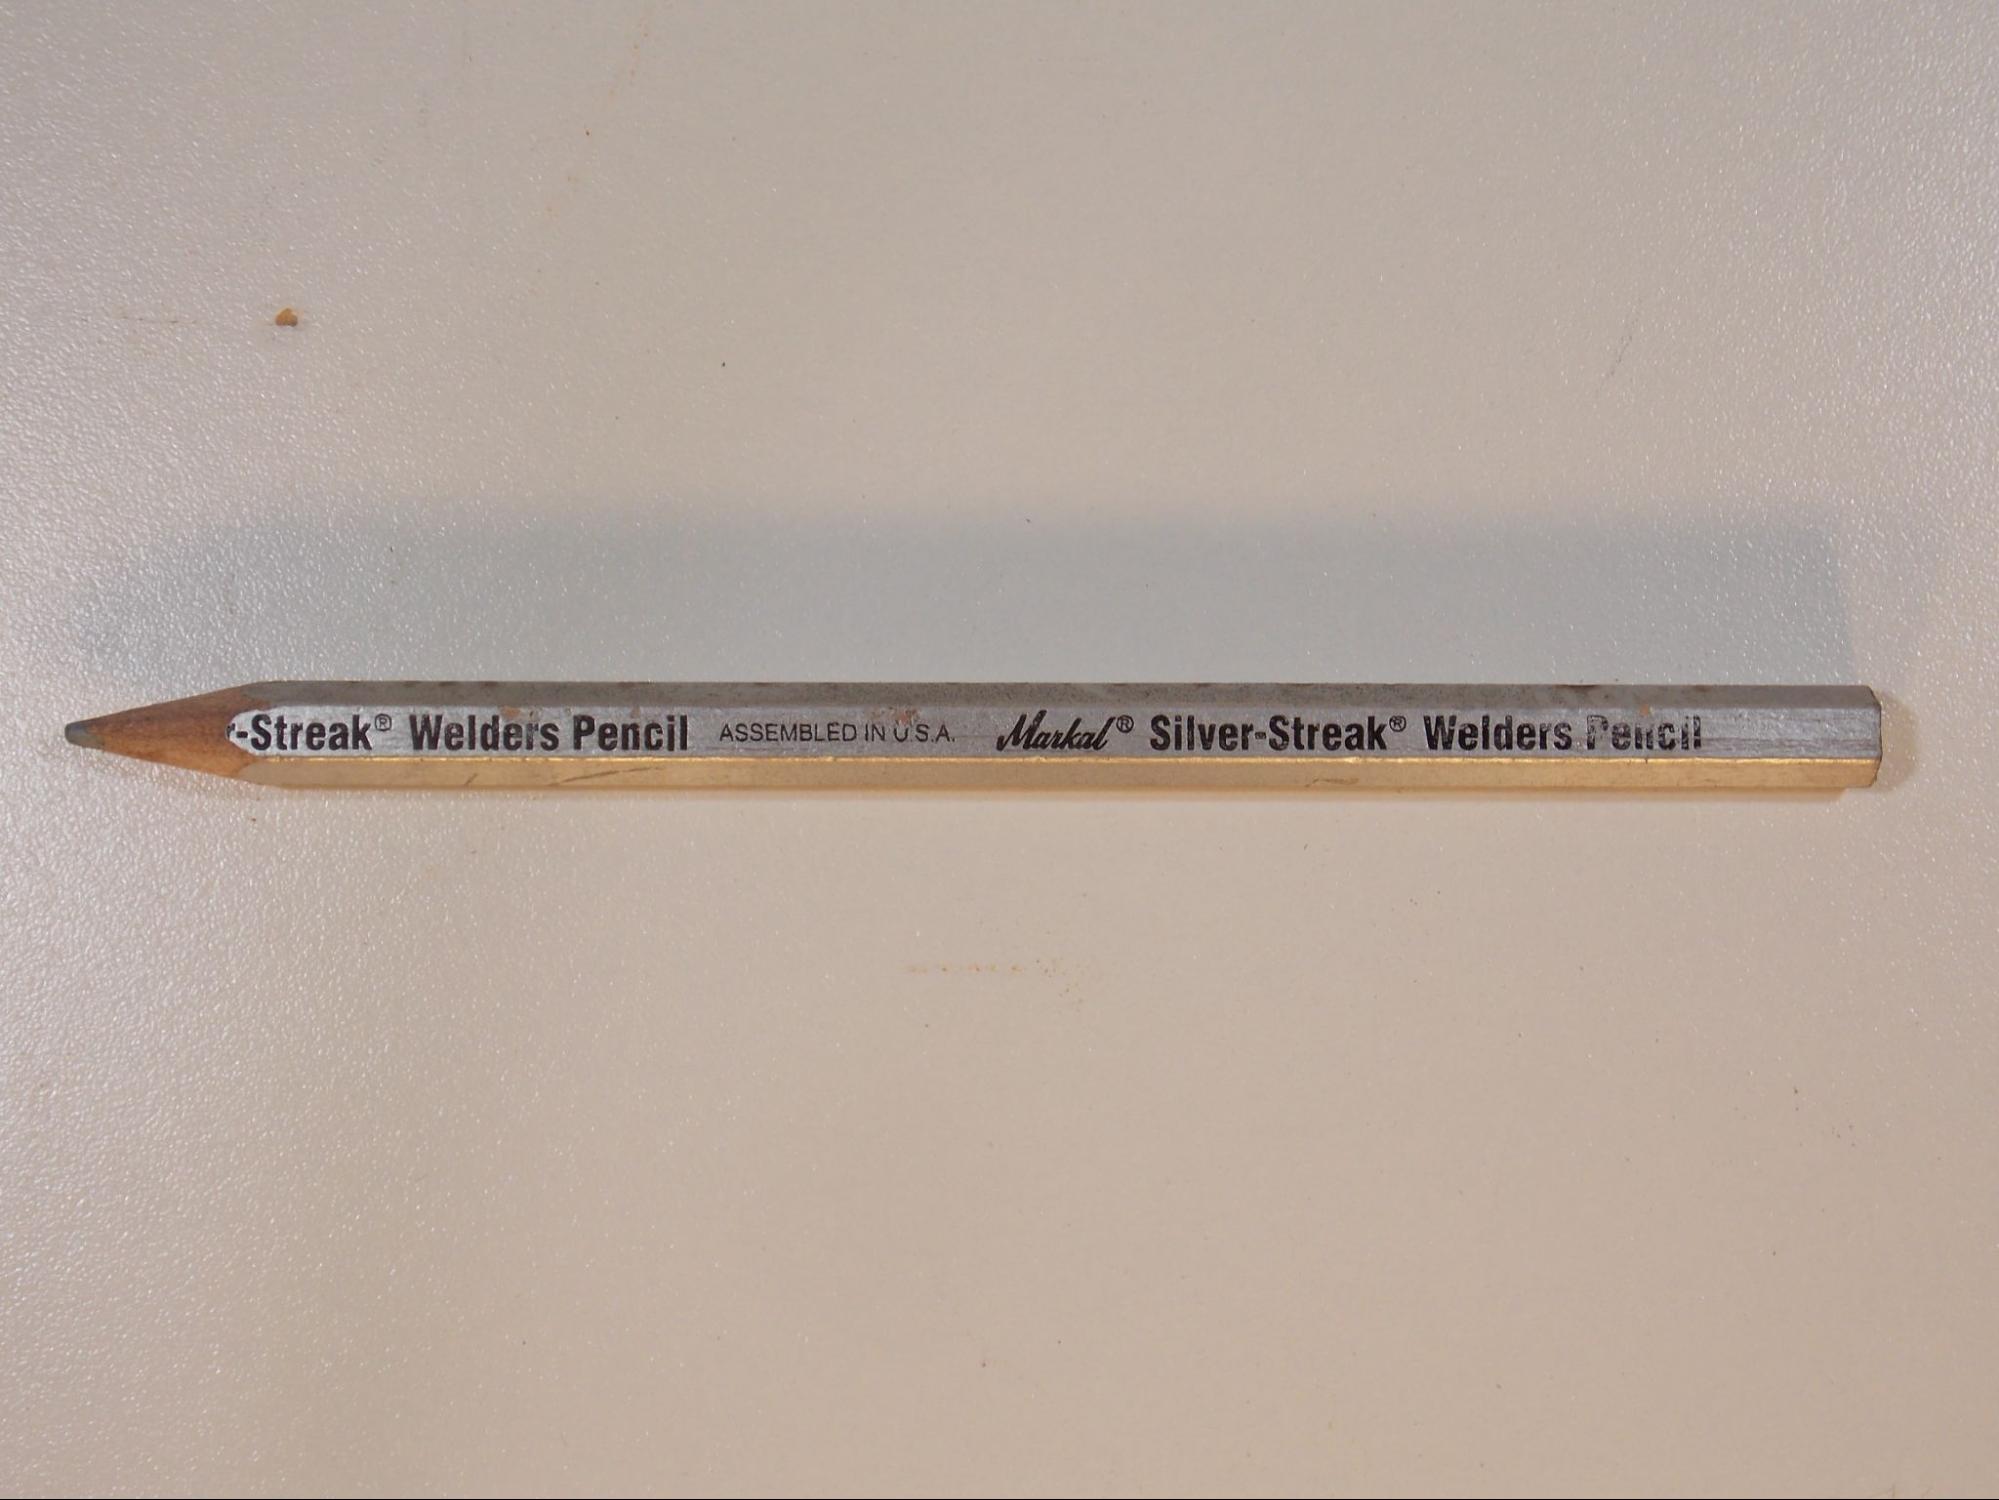 r-Streak® Welders Pencil ASSEMBLED IN U.S.A. Markal® Silver-Streak® Welders Pencil